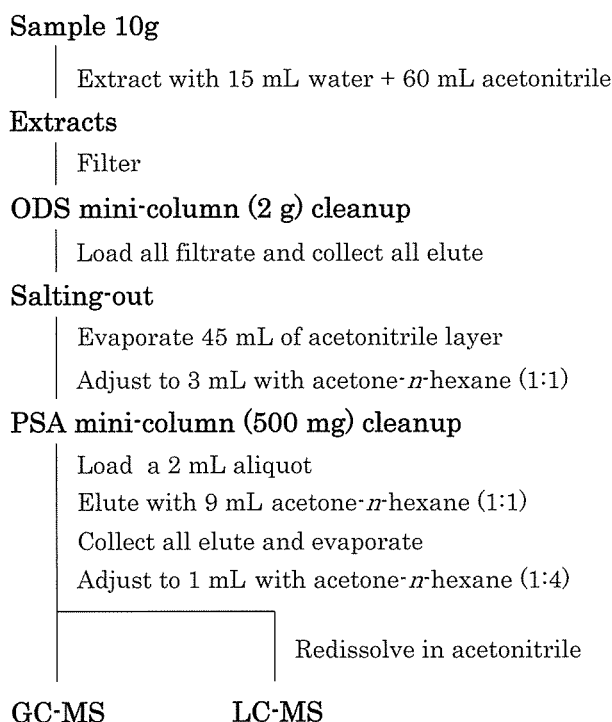 Sample 10g
Extract with 15 mL water + 60 mL acetonitrile
Extracts
Filter
ODS mini-column (2 g) cleanup
Load all filtrate and collect all elute
Salting-out
Evaporate 45 mL of acetonitrile layer
Adjust to 3 mL with acetone-n-hexane (1:1)
PSA mini-column (500 mg) cleanup
Load a 2 mL aliquot
Elute with 9 mL acetone-n-hexane (1:1)
Collect all elute and evaporate
Adjust to 1 mL with acetone-n-hexane (1:4)
Redissolve in acetonitrile
GC-MS LC-MS